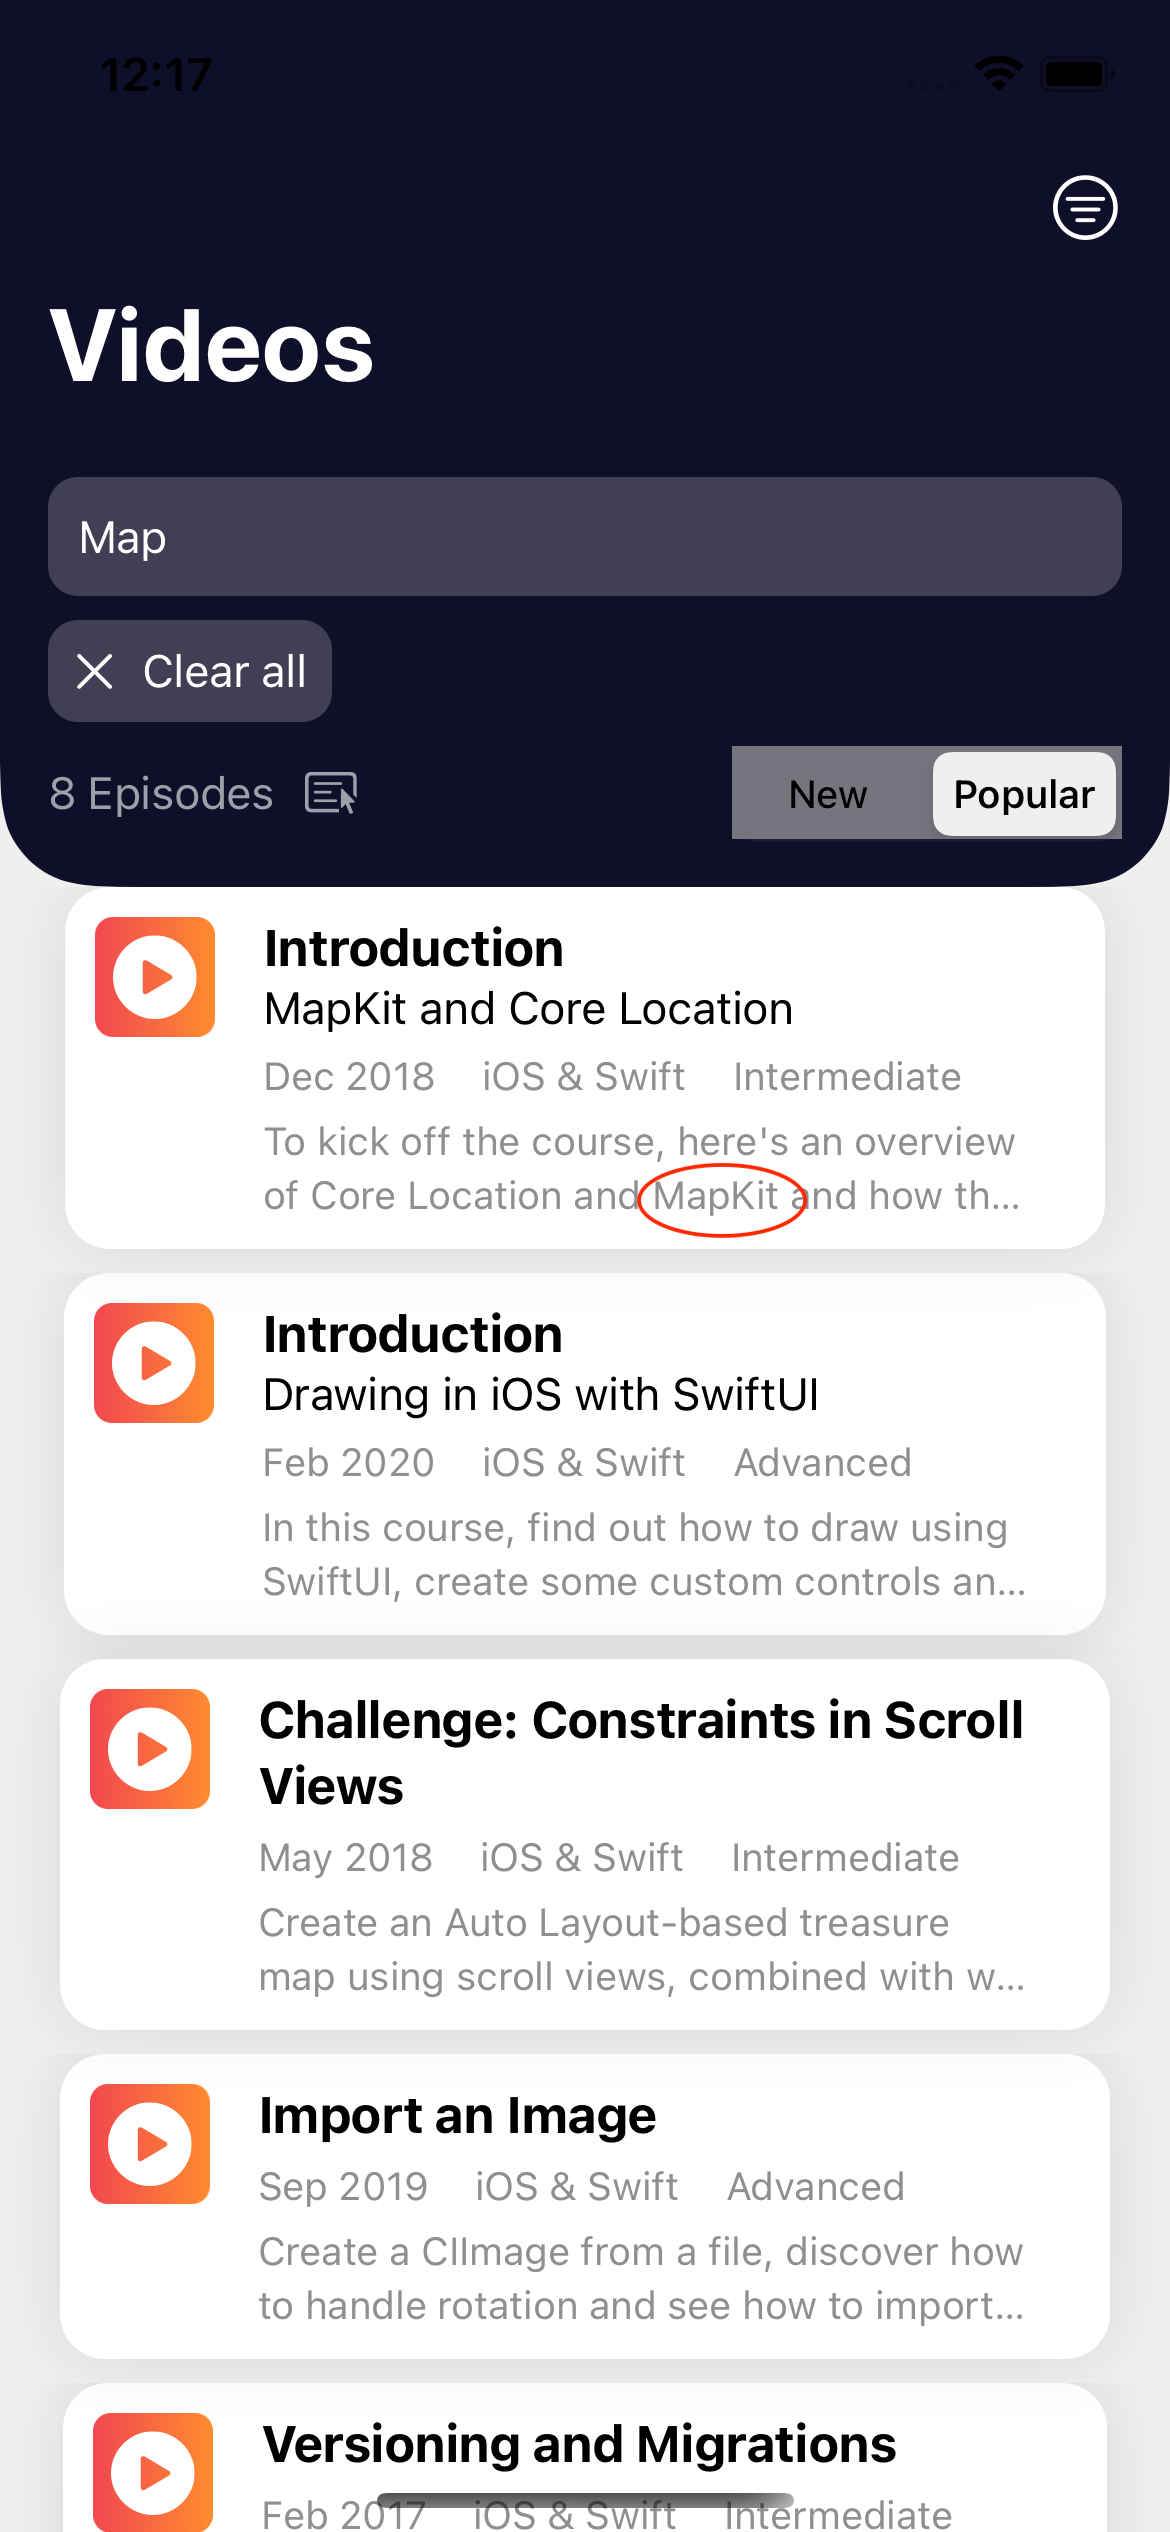 12:17
Videos
Map
Clear all
8 Episodes
New
Popular
Introduction
MapKit and Core Location
Dec 2018 iOS & Swift Intermediate
To kick off the course, here's an overview
of Core Location and MapKit and how th...
Introduction
Drawing in iOS with SwiftUI
Feb 2020 iOS & Swift Advanced
In this course, find out how to draw using
SwiftUI, create some custom controls an...
Challenge: Constraints in Scroll
Views
May 2018 iOS & Swift Intermediate
Create an Auto Layout-based treasure
map using scroll views, combined with w...
Import an Image
Sep 2019 iOS & Swift Advanced
Create a CIImage from a file, discover how
to handle rotation and see how to import...
Versioning and Migrations
Feb 2017 iOS & Swift Intermediate